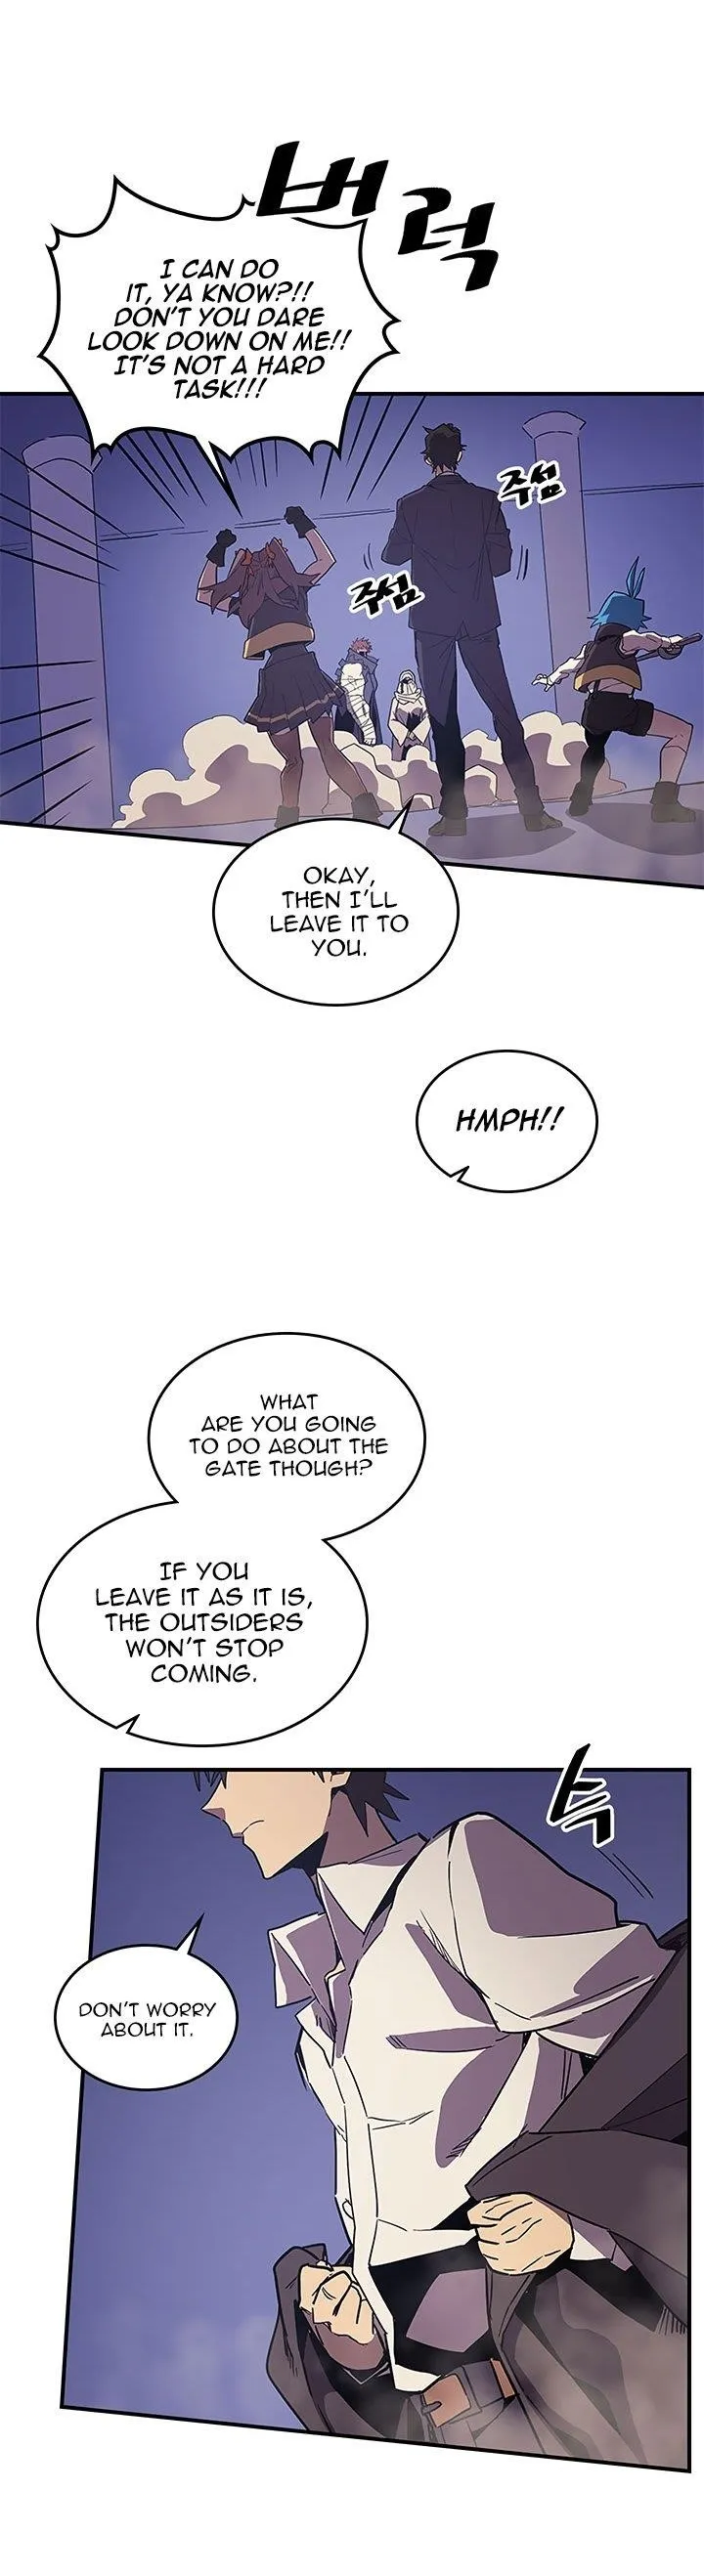 버럭
I CAN DO
IT, YA KNOW?!!
DON'T YOU DARE
LOOK DOWN ON ME!!
IT'S NOT A HARD
TASK!!!
주섬
주섬
OKAY,
THEN I'LL
LEAVE IT TO
YOU.
HMPH!!
WHAT
ARE YOU GOING
TO DO ABOUT THE
GATE THOUGH?
IF YOU
LEAVE IT AS IT IS,
THE OUTSIDERS
WON'T STOP
COMING.
슥
DON'T WORRY
ABOUT IT.